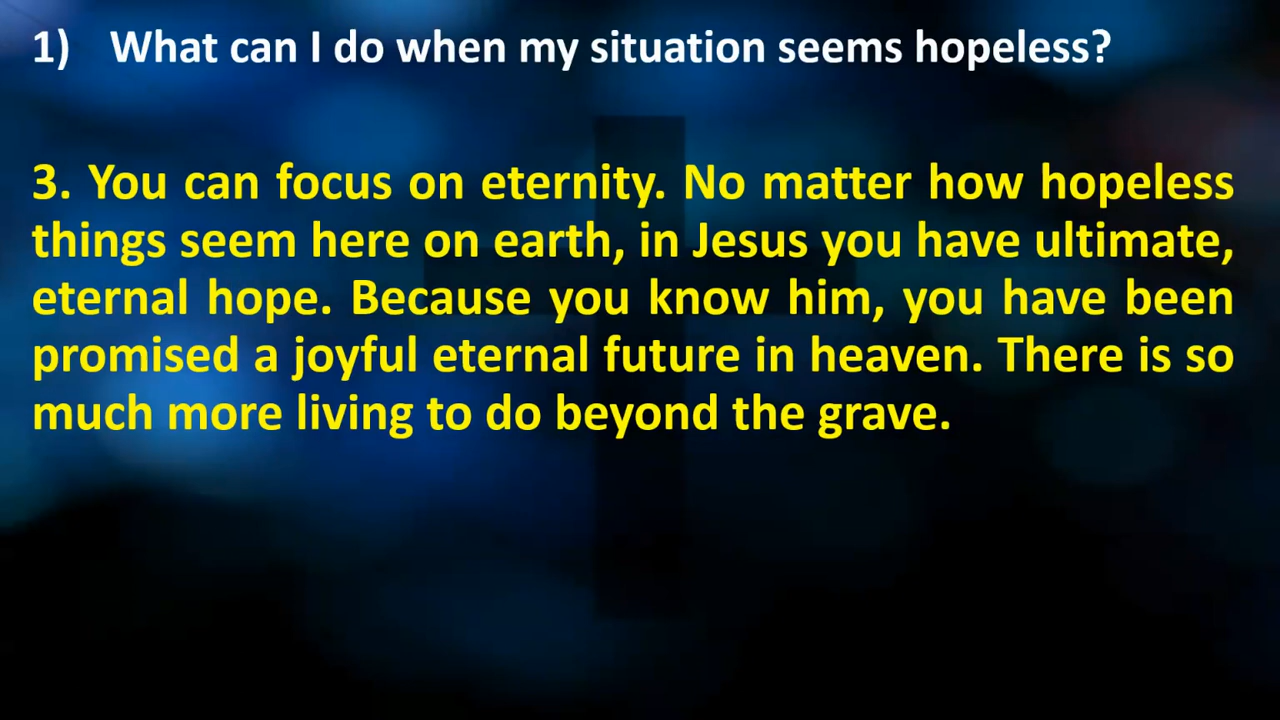 1) What can I do when my situation seems hopeless?
3. You can focus on eternity. No matter how hopeless
things seem here on earth, in Jesus you have ultimate,
eternal hope. Because you know him, you have been
promised a joyful eternal future in heaven. There is so
much more living to do beyond the grave.